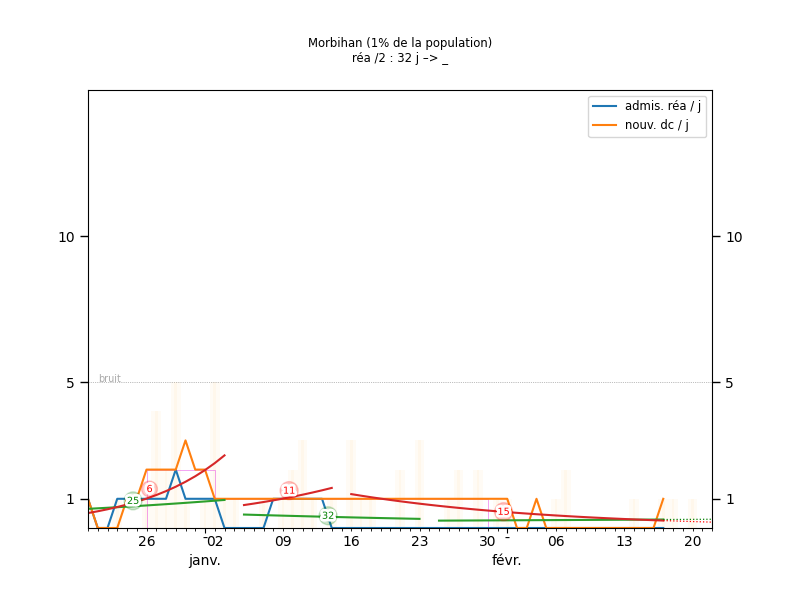 Morbihan (1% de la population)
réa /2 : 32 j –> _
admis. réa / j
nouv. dc / j
10 10
bruit
5 5
6
25
11
32
15
1 1
26 02 09 16 23 30 06 13 20
janv. févr.